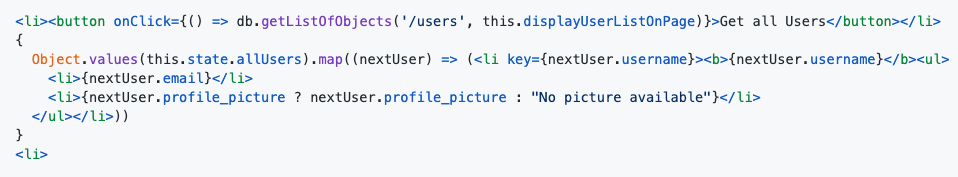 <li><button onClick={() => db.getListOfObjects('/users', this.displayUserListOnPage)}>Get all Users</button></li>
{
  Object.values(this.state.allUsers).map((nextUser) => (<li key={nextUser.username}><b>{nextUser.username}</b><ul>
    <li>{nextUser.email}</li>
    <li>{nextUser.profile_picture ? nextUser.profile_picture : "No picture available"}</li>
  </ul></li>))
}
<li>